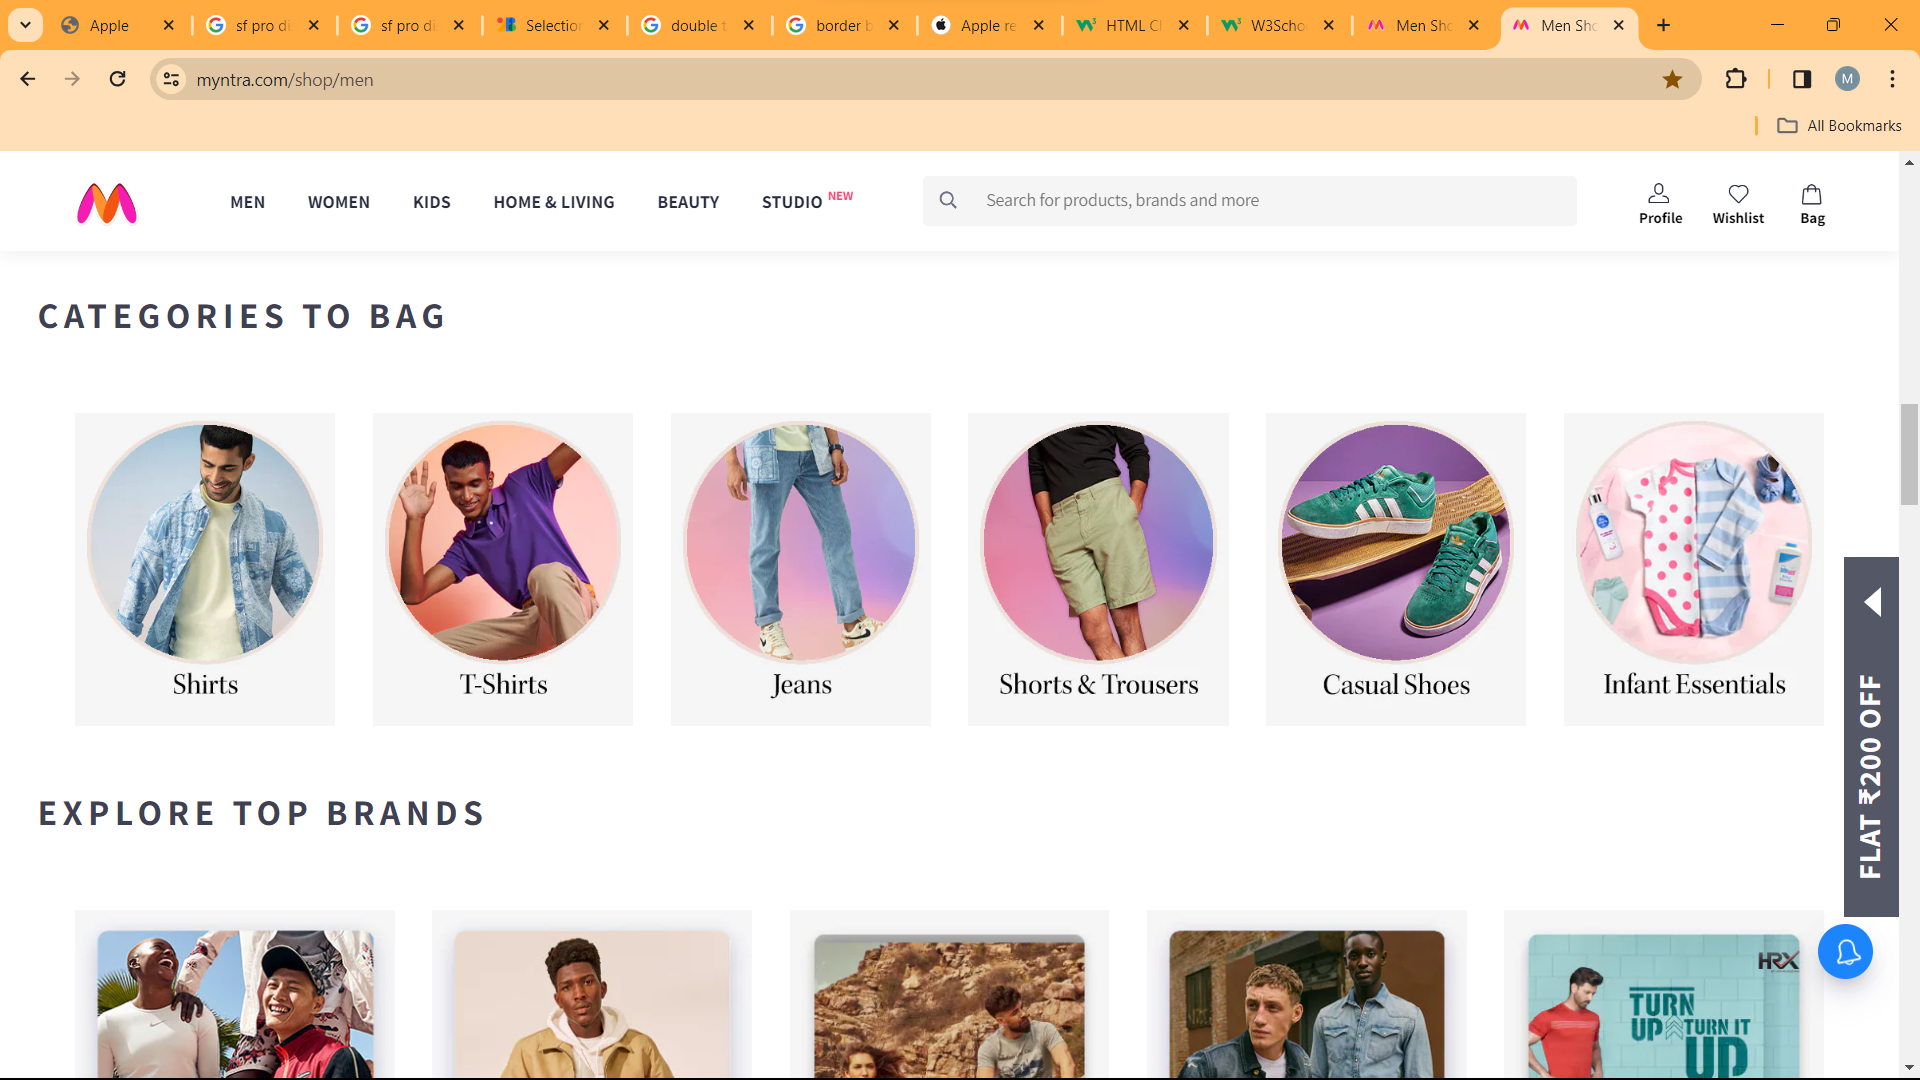 Apple
sf pro di
sf pro di
Selection
double t
border b
Apple re
HTML Cl
W3Scho
Men Sho
Men Sho
myntra.com/shop/men
M
All Bookmarks
MEN
WOMEN
KIDS
HOME & LIVING
BEAUTY
STUDIO NEW
Search for products, brands and more
Profile
Wishlist
Bag
CATEGORIES TO BAG
Shirts
T-Shirts
Jeans
Shorts & Trousers
Casual Shoes
Infant Essentials
FLAT ₹200 OFF
EXPLORE TOP BRANDS
HRX
TURN
UP
TURN IT
UP